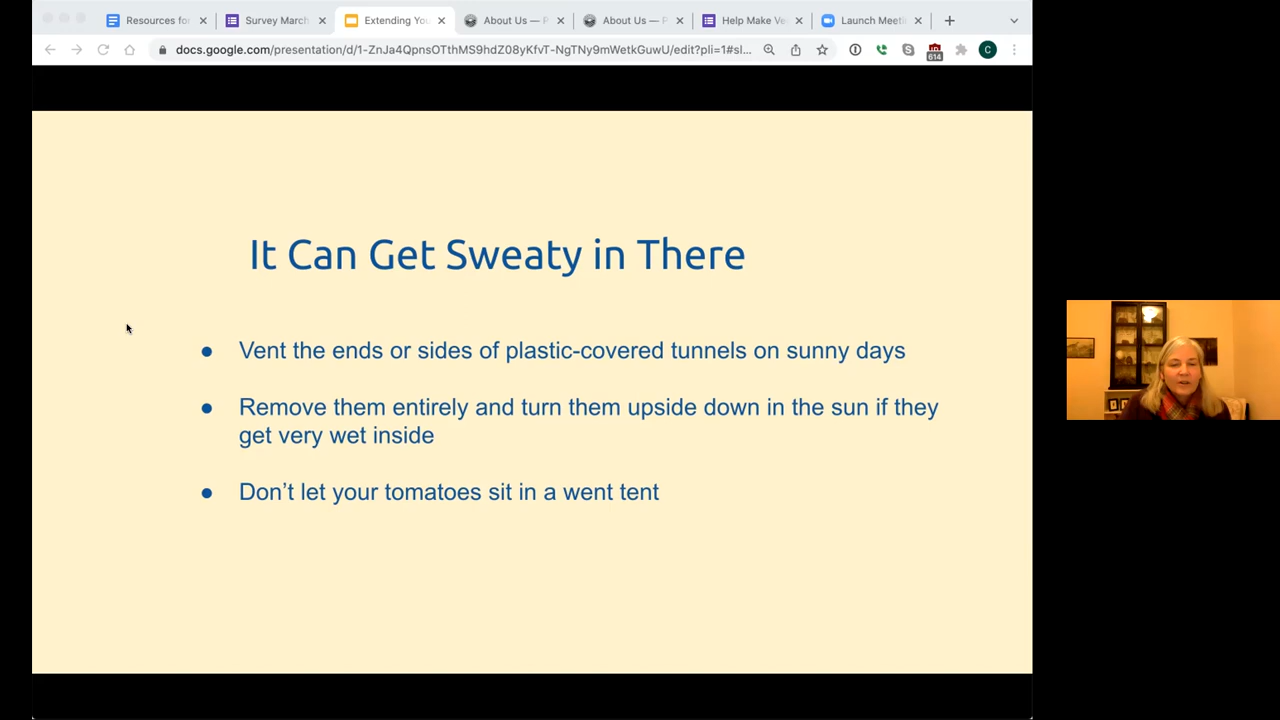 Resources for
Survey March
Extending You
About Us — P
About Us — P
Help Make Ve
Launch Meeti
docs.google.com/presentation/d/1-ZnJa4QpnsOTthMS9hdZ08yKfvT-NgTNy9mWetkGuwU/edit?pli=1#sl...
614
C
It Can Get Sweaty in There
● Vent the ends or sides of plastic-covered tunnels on sunny days
● Remove them entirely and turn them upside down in the sun if they
get very wet inside
● Don’t let your tomatoes sit in a went tent